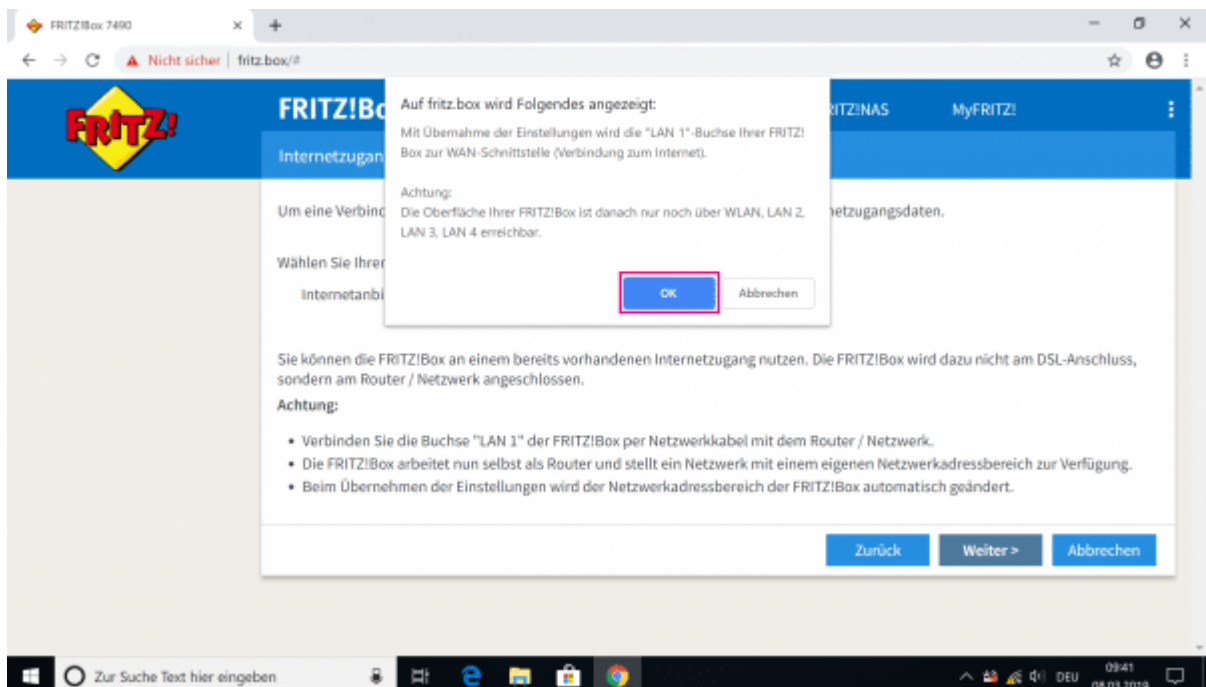 FRITZ!Box 7490
Nicht sicher | fritz.box/#
FRITZ!
FRITZ!Bo
RITZ!NAS
MyFRITZ!
Internetzugan
Auf fritz.box wird Folgendes angezeigt:
Mit Übernahme der Einstellungen wird die "LAN 1"-Buchse Ihrer FRITZ!
Box zur WAN-Schnittstelle (Verbindung zum Internet).
Achtung:
Die Oberfläche Ihrer FRITZ!Box ist danach nur noch über WLAN, LAN 2,
LAN 3, LAN 4 erreichbar.
OK
Abbrechen
Um eine Verbind
netzugangsdaten.
Wählen Sie Ihrer
Internetanbi
Sie können die FRITZ!Box an einem bereits vorhandenen Internetzugang nutzen. Die FRITZ!Box wird dazu nicht am DSL-Anschluss,
sondern am Router / Netzwerk angeschlossen.
Achtung:
• Verbinden Sie die Buchse "LAN 1" der FRITZ!Box per Netzwerkkabel mit dem Router / Netzwerk.
• Die FRITZ!Box arbeitet nun selbst als Router und stellt ein Netzwerk mit einem eigenen Netzwerkadressbereich zur Verfügung.
• Beim Übernehmen der Einstellungen wird der Netzwerkadressbereich der FRITZ!Box automatisch geändert.
Zurück
Weiter >
Abbrechen
Zur Suche Text hier eingeben
DEU
09:41
08.03.2019